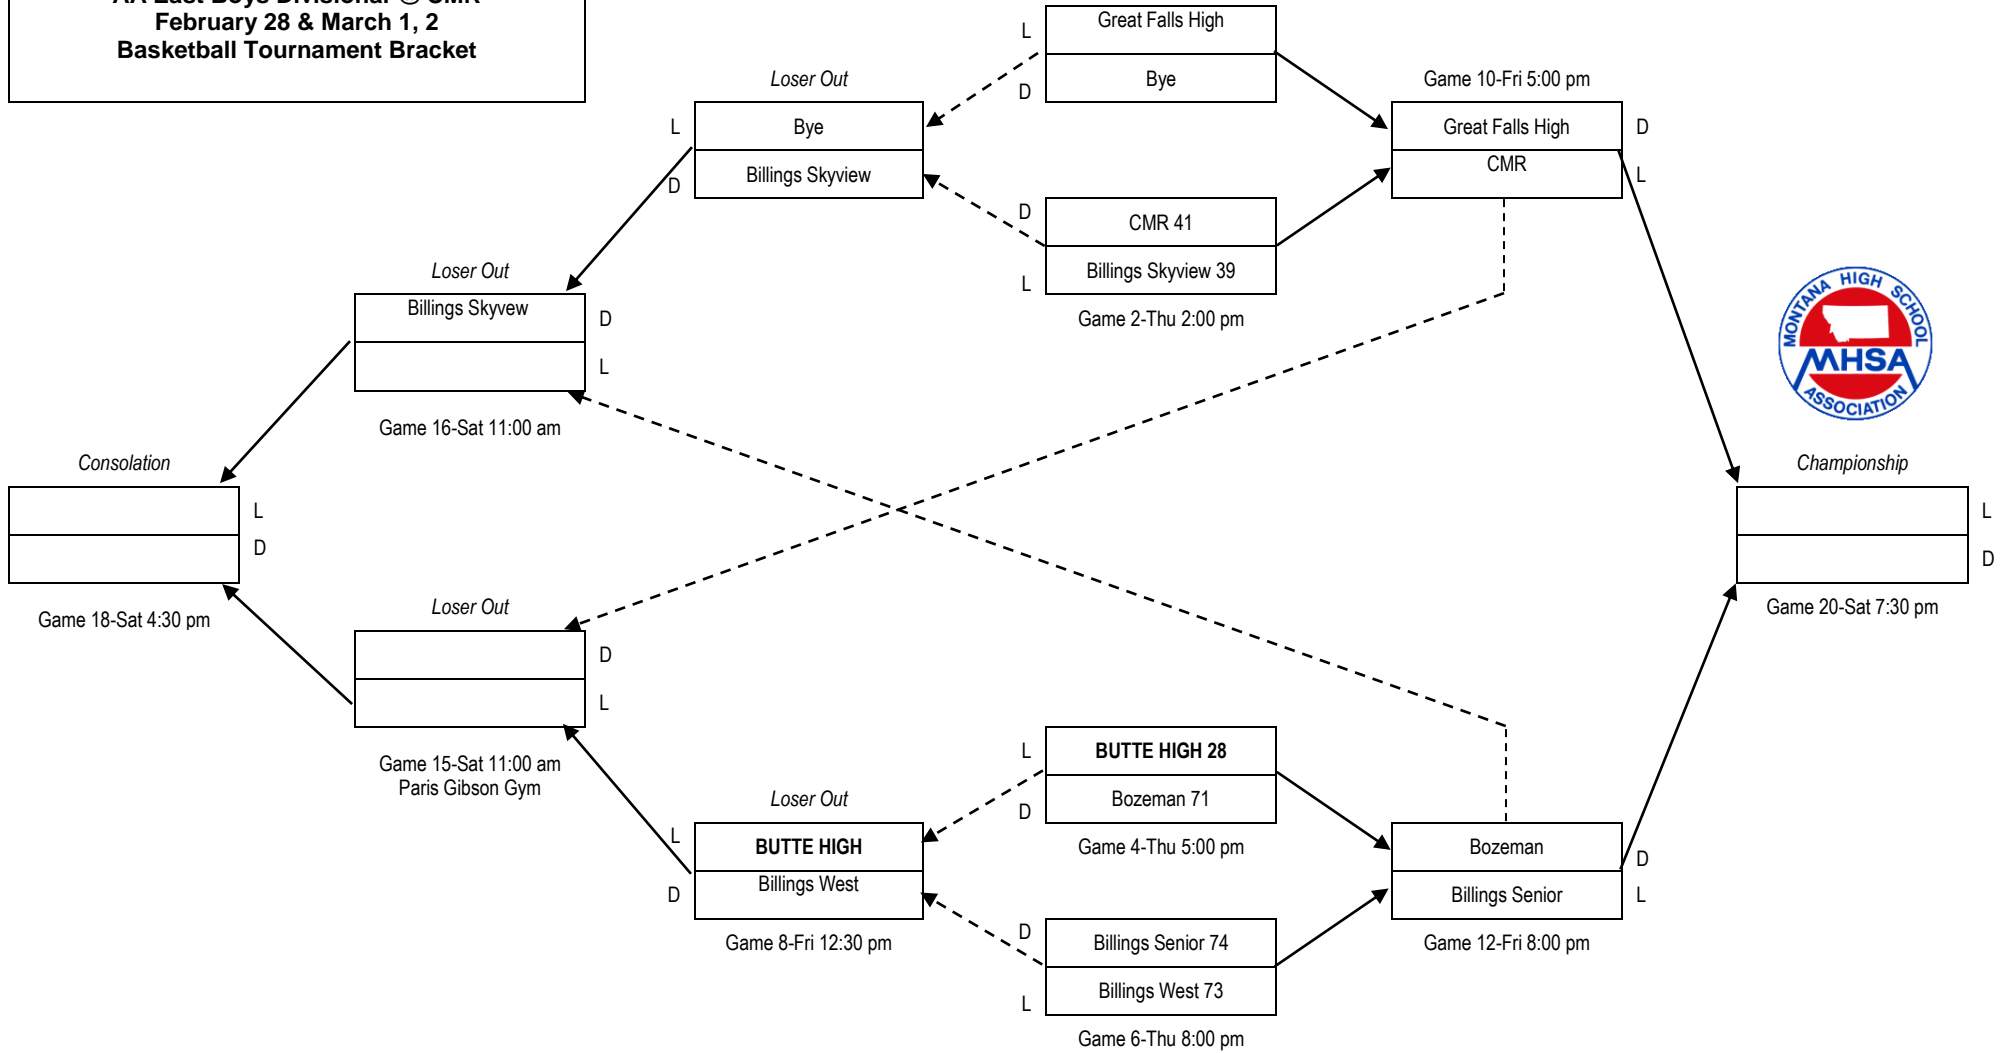 AA East Boys Divisional @ CMR
February 28 & March 1, 2
Basketball Tournament Bracket
L
Great Falls High
D
Bye
Loser Out
L
Bye
D
Billings Skyview
Game 10-Fri 5:00 pm
Great Falls High
D
CMR
L
D
CMR 41
L
Billings Skyview 39
Game 2-Thu 2:00 pm
Loser Out
Billings Skyvew
D
L
Game 16-Sat 11:00 am
MONTANA HIGH SCHOOL
MHSA
ASSOCIATION
Consolation
L
D
Game 18-Sat 4:30 pm
Championship
L
D
Game 20-Sat 7:30 pm
Loser Out
D
L
Game 15-Sat 11:00 am
Paris Gibson Gym
L
BUTTE HIGH 28
D
Bozeman 71
Game 4-Thu 5:00 pm
Loser Out
L
BUTTE HIGH
D
Billings West
Game 8-Fri 12:30 pm
Bozeman
D
Billings Senior
L
Game 12-Fri 8:00 pm
D
Billings Senior 74
L
Billings West 73
Game 6-Thu 8:00 pm